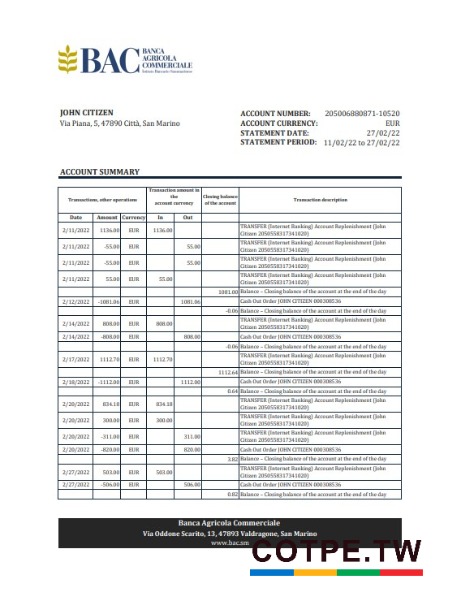 BAC BANCA
AGRICOLA
COMMERCIALE
JOHN CITIZEN
Via Piana, 5, 47890 Città, San Marino
ACCOUNT NUMBER: 205006880871-10520
ACCOUNT CURRENCY: EUR
STATEMENT DATE: 27/02/22
STATEMENT PERIOD: 11/02/22 to 27/02/22
ACCOUNT SUMMARY
Transactions, other operations
Transaction amount in
the
account currency
Closing balance
of the account
Transaction description
Date Amount Currency In Out
2/11/2022 1136.00 EUR 1136.00 TRANSFER (Internet Banking) Account Replenishment (John
Citizen 2050558317341020)
2/11/2022 -55.00 EUR 55.00 TRANSFER (Internet Banking) Account Replenishment (John
Citizen 2050558317341020)
2/11/2022 -55.00 EUR 55.00 TRANSFER (Internet Banking) Account Replenishment (John
Citizen 2050558317341020)
2/11/2022 55.00 EUR 55.00 TRANSFER (Internet Banking) Account Replenishment (John
Citizen 2050558317341020)
1081.00 Balance – Closing balance of the account at the end of the day
2/12/2022 -1081.06 EUR 1081.06 Cash Out Order JOHN CITIZEN 000308536
-0.06 Balance – Closing balance of the account at the end of the day
2/14/2022 808.00 EUR 808.00 TRANSFER (Internet Banking) Account Replenishment (John
Citizen 2050558317341020)
2/14/2022 -808.00 EUR 808.00 Cash Out Order JOHN CITIZEN 000308536
-0.06 Balance – Closing balance of the account at the end of the day
2/17/2022 1112.70 EUR 1112.70 TRANSFER (Internet Banking) Account Replenishment (John
Citizen 2050558317341020)
1112.64 Balance – Closing balance of the account at the end of the day
2/18/2022 -1112.00 EUR 1112.00 Cash Out Order JOHN CITIZEN 000308536
0.64 Balance – Closing balance of the account at the end of the day
2/20/2022 834.18 EUR 834.18 TRANSFER (Internet Banking) Account Replenishment (John
Citizen 2050558317341020)
2/20/2022 300.00 EUR 300.00 TRANSFER (Internet Banking) Account Replenishment (John
Citizen 2050558317341020)
2/20/2022 -311.00 EUR 311.00 TRANSFER (Internet Banking) Account Replenishment (John
Citizen 2050558317341020)
2/20/2022 -820.00 EUR 820.00 Cash Out Order JOHN CITIZEN 000308536
3.82 Balance – Closing balance of the account at the end of the day
2/27/2022 503.00 EUR 503.00 TRANSFER (Internet Banking) Account Replenishment (John
Citizen 2050558317341020)
2/27/2022 -506.00 EUR 506.00 Cash Out Order JOHN CITIZEN 000308536
0.82 Balance – Closing balance of the account at the end of the day
Banca Agricola Commerciale
Via Oddone Scarito, 13, 47893 Valdragone, San Marino
www.bac.sm
COTPE.TW